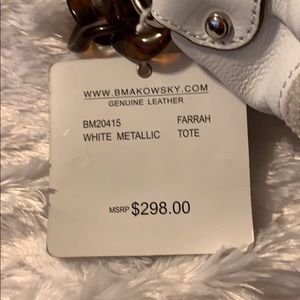 WWW.BMAKOWSKY.COM
GENUINE LEATHER
BM20415 FARRAH
WHITE METALLIC TOTE
MSRP $298.00